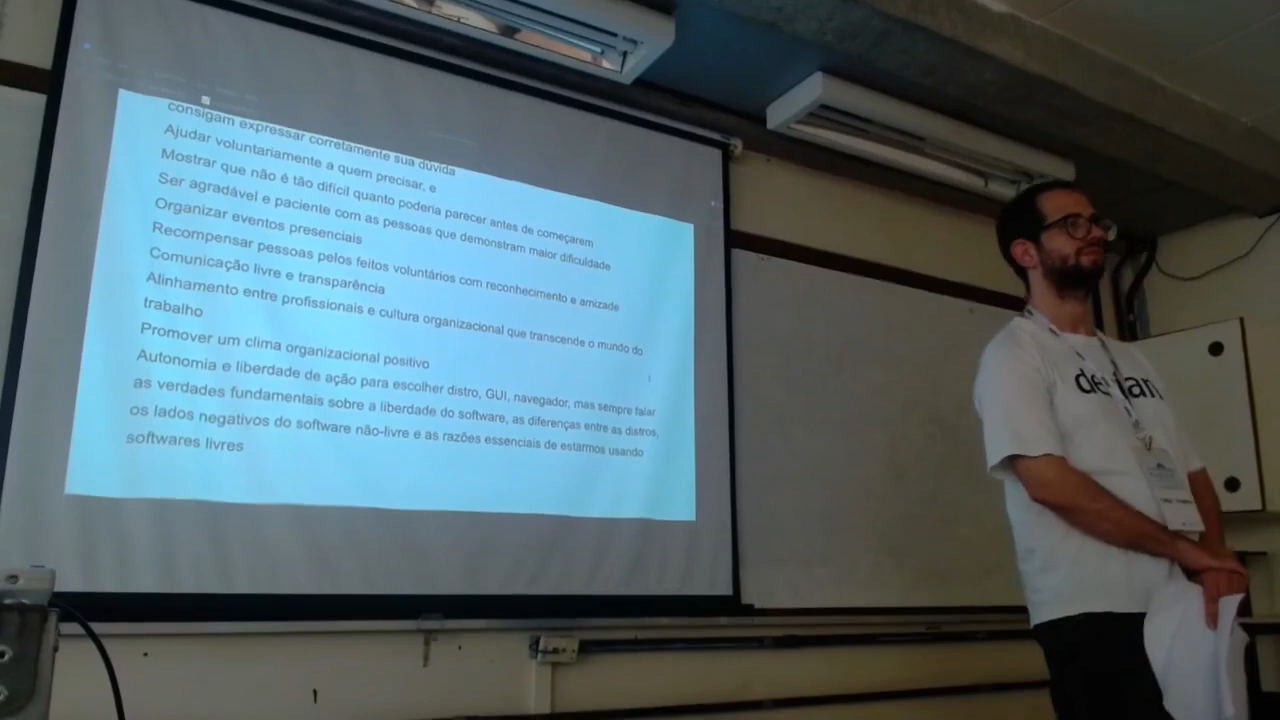 consigam expressar corretamente sua dúvida
Ajudar voluntariamente a quem precisar, e
Mostrar que não é tão difícil quanto poderia parecer antes de começarem
Ser agradável e paciente com as pessoas que demonstram maior dificuldade
Organizar eventos presenciais
Recompensar pessoas pelos feitos voluntários com reconhecimento e amizade
Comunicação livre e transparência
Alinhamento entre profissionais e cultura organizacional que transcende o mundo do
trabalho
Promover um clima organizacional positivo
Autonomia e liberdade de ação para escolher distro, GUI, navegador, mas sempre falar
as verdades fundamentais sobre a liberdade do software, as diferenças entre as distros,
os lados negativos do software não-livre e as razões essenciais de estarmos usando
softwares livres
debian